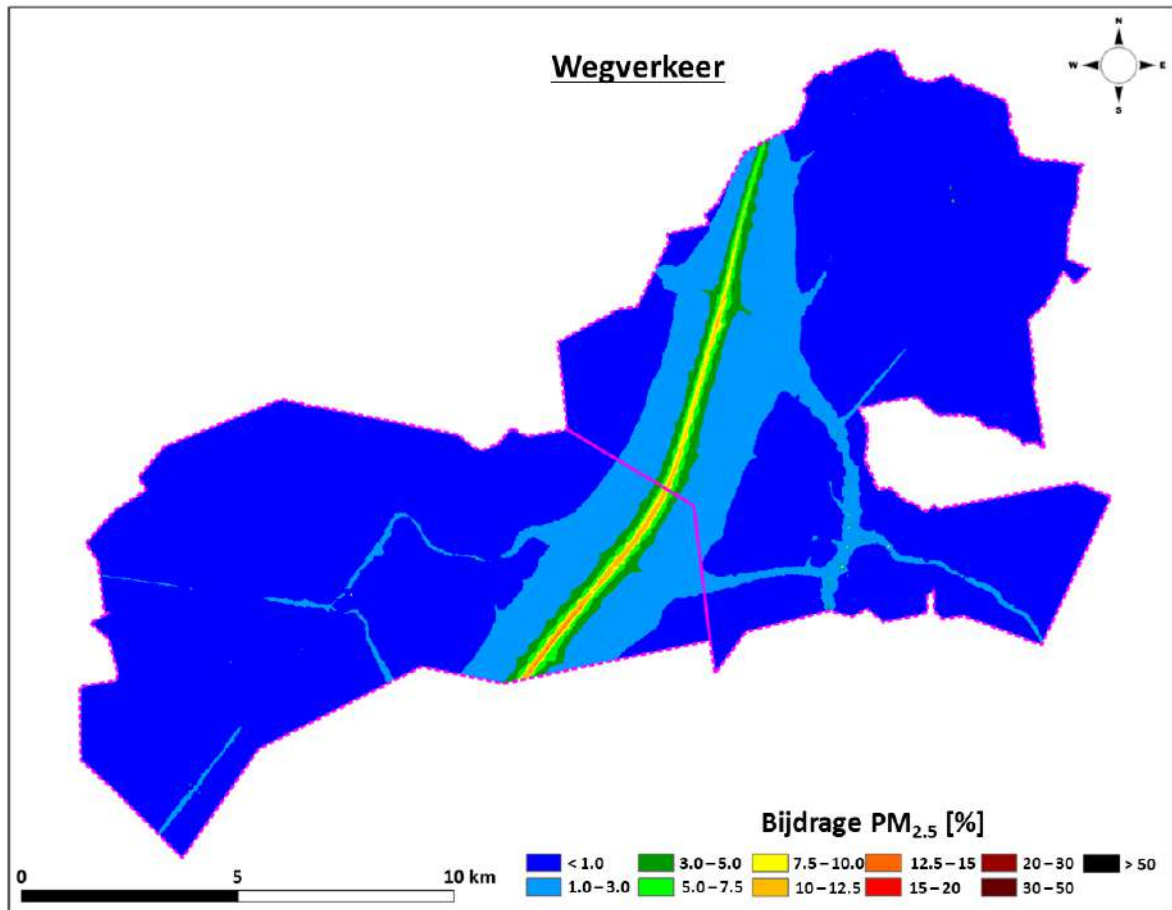 Wegverkeer
N
W E
S
Bijdrage PM2.5 [%]
< 1.0 3.0 – 5.0 7.5 – 10.0 12.5 – 15 20 – 30 > 50
1.0 – 3.0 5.0 – 7.5 10 – 12.5 15 – 20 30 – 50
0 5 10 km